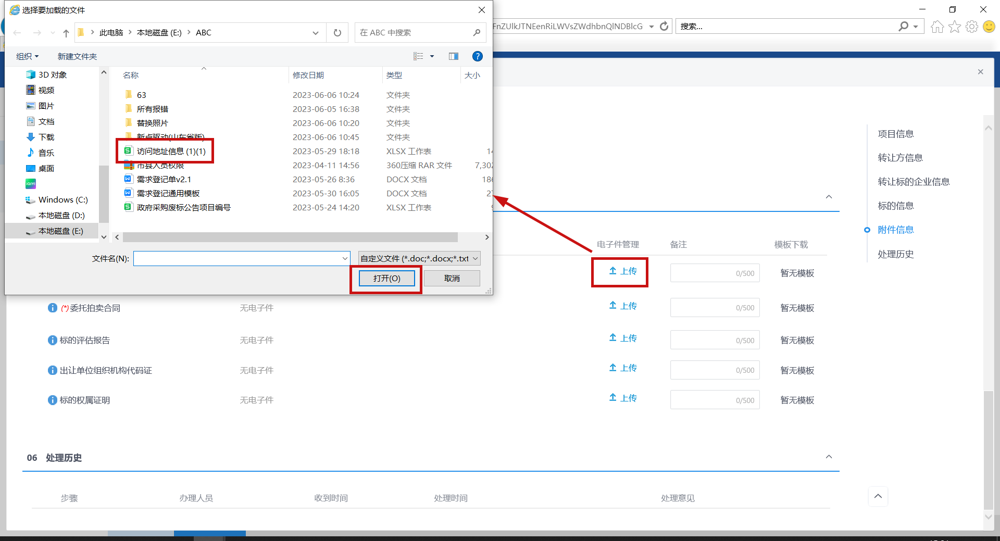 选择要加载的文件
此电脑 本地磁盘 (E:) ABC
在 ABC 中搜索
FnZUlkJTNEenRiLWVsZWdhbnQlNDBlcG
搜索...
组织 新建文件夹
名称 修改日期 类型 大小
3D 对象
视频
图片
文档
下载
音乐
桌面
iQIYI
Windows (C:)
本地磁盘 (D:)
本地磁盘 (E:)
63 2023-06-06 10:24 文件夹
所有报错 2023-06-05 16:38 文件夹
替换照片 2023-06-06 10:20 文件夹
新点驱动(山东省版) 2023-06-06 10:45 文件夹
访问地址信息 (1)(1) 2023-05-29 18:18 XLSX 工作表 14
市县人员权限 2023-04-11 14:56 360压缩 RAR 文件 7,302
需求登记单v2.1 2023-05-26 8:36 DOCX 文档 186
需求登记通用模板 2023-05-30 16:05 DOCX 文档 27
政府采购废标公告项目编号 2023-05-24 14:20 XLSX 工作表
文件名(N): 自定义文件 (*.doc;*.docx;*.txt
打开(O) 取消
项目信息
转让方信息
转让标的企业信息
标的信息
附件信息
处理历史
电子件管理 备注 模板下载
上传 0/500 暂无模板
(*)委托拍卖合同 无电子件 上传 0/500 暂无模板
标的评估报告 无电子件 上传 0/500 暂无模板
出让单位组织机构代码证 无电子件 上传 0/500 暂无模板
标的权属证明 无电子件 上传 0/500 暂无模板
06 处理历史
步骤 办理人员 收到时间 处理时间 处理意见